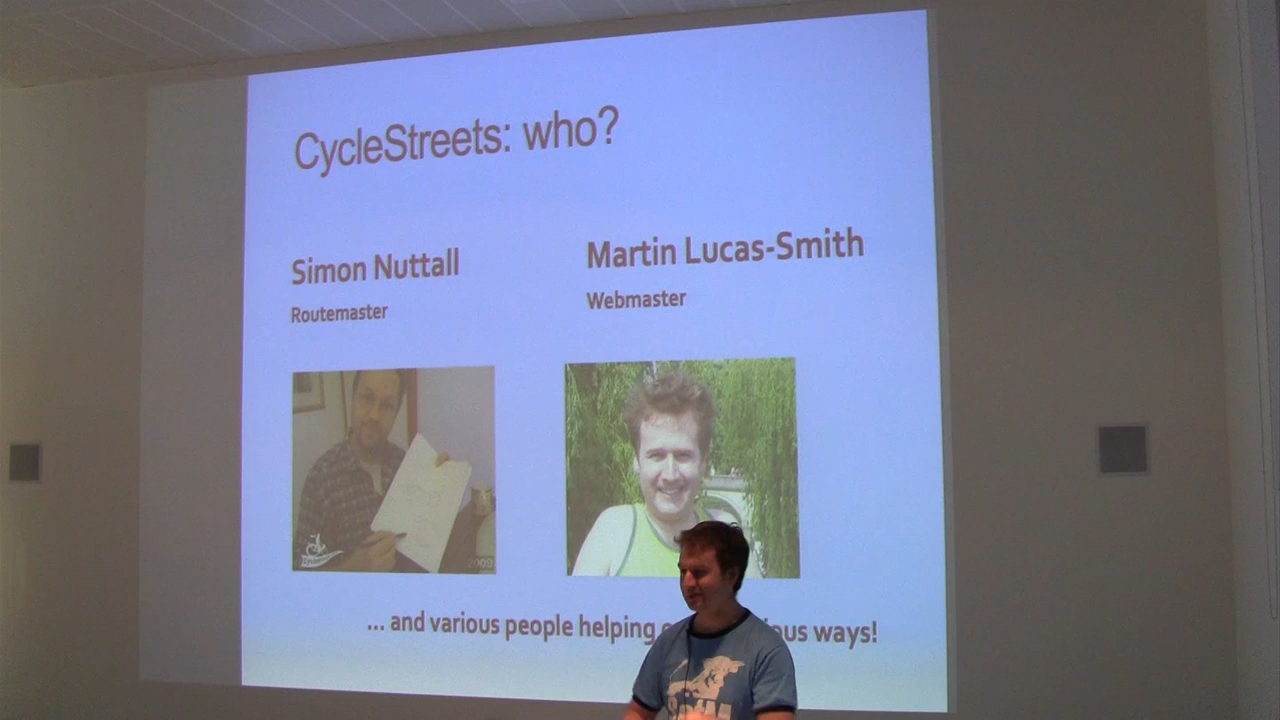 CycleStreets: who?
Simon Nuttall
Martin Lucas-Smith
Routemaster
Webmaster
2009
... and various people helping ways!